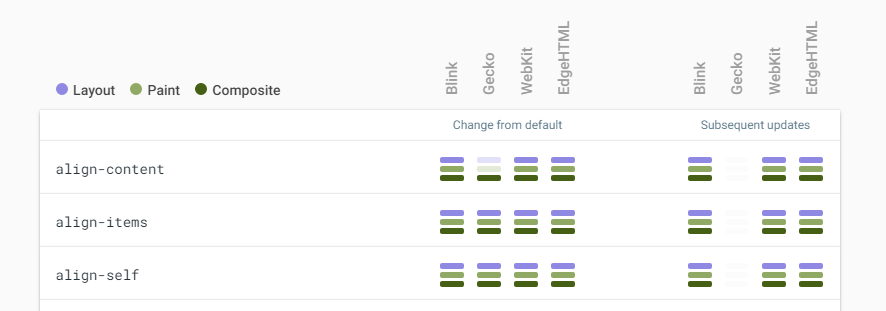 Blink Gecko WebKit EdgeHTML Blink Gecko WebKit EdgeHTML
Layout Paint Composite
Change from default Subsequent updates
align-content
align-items
align-self